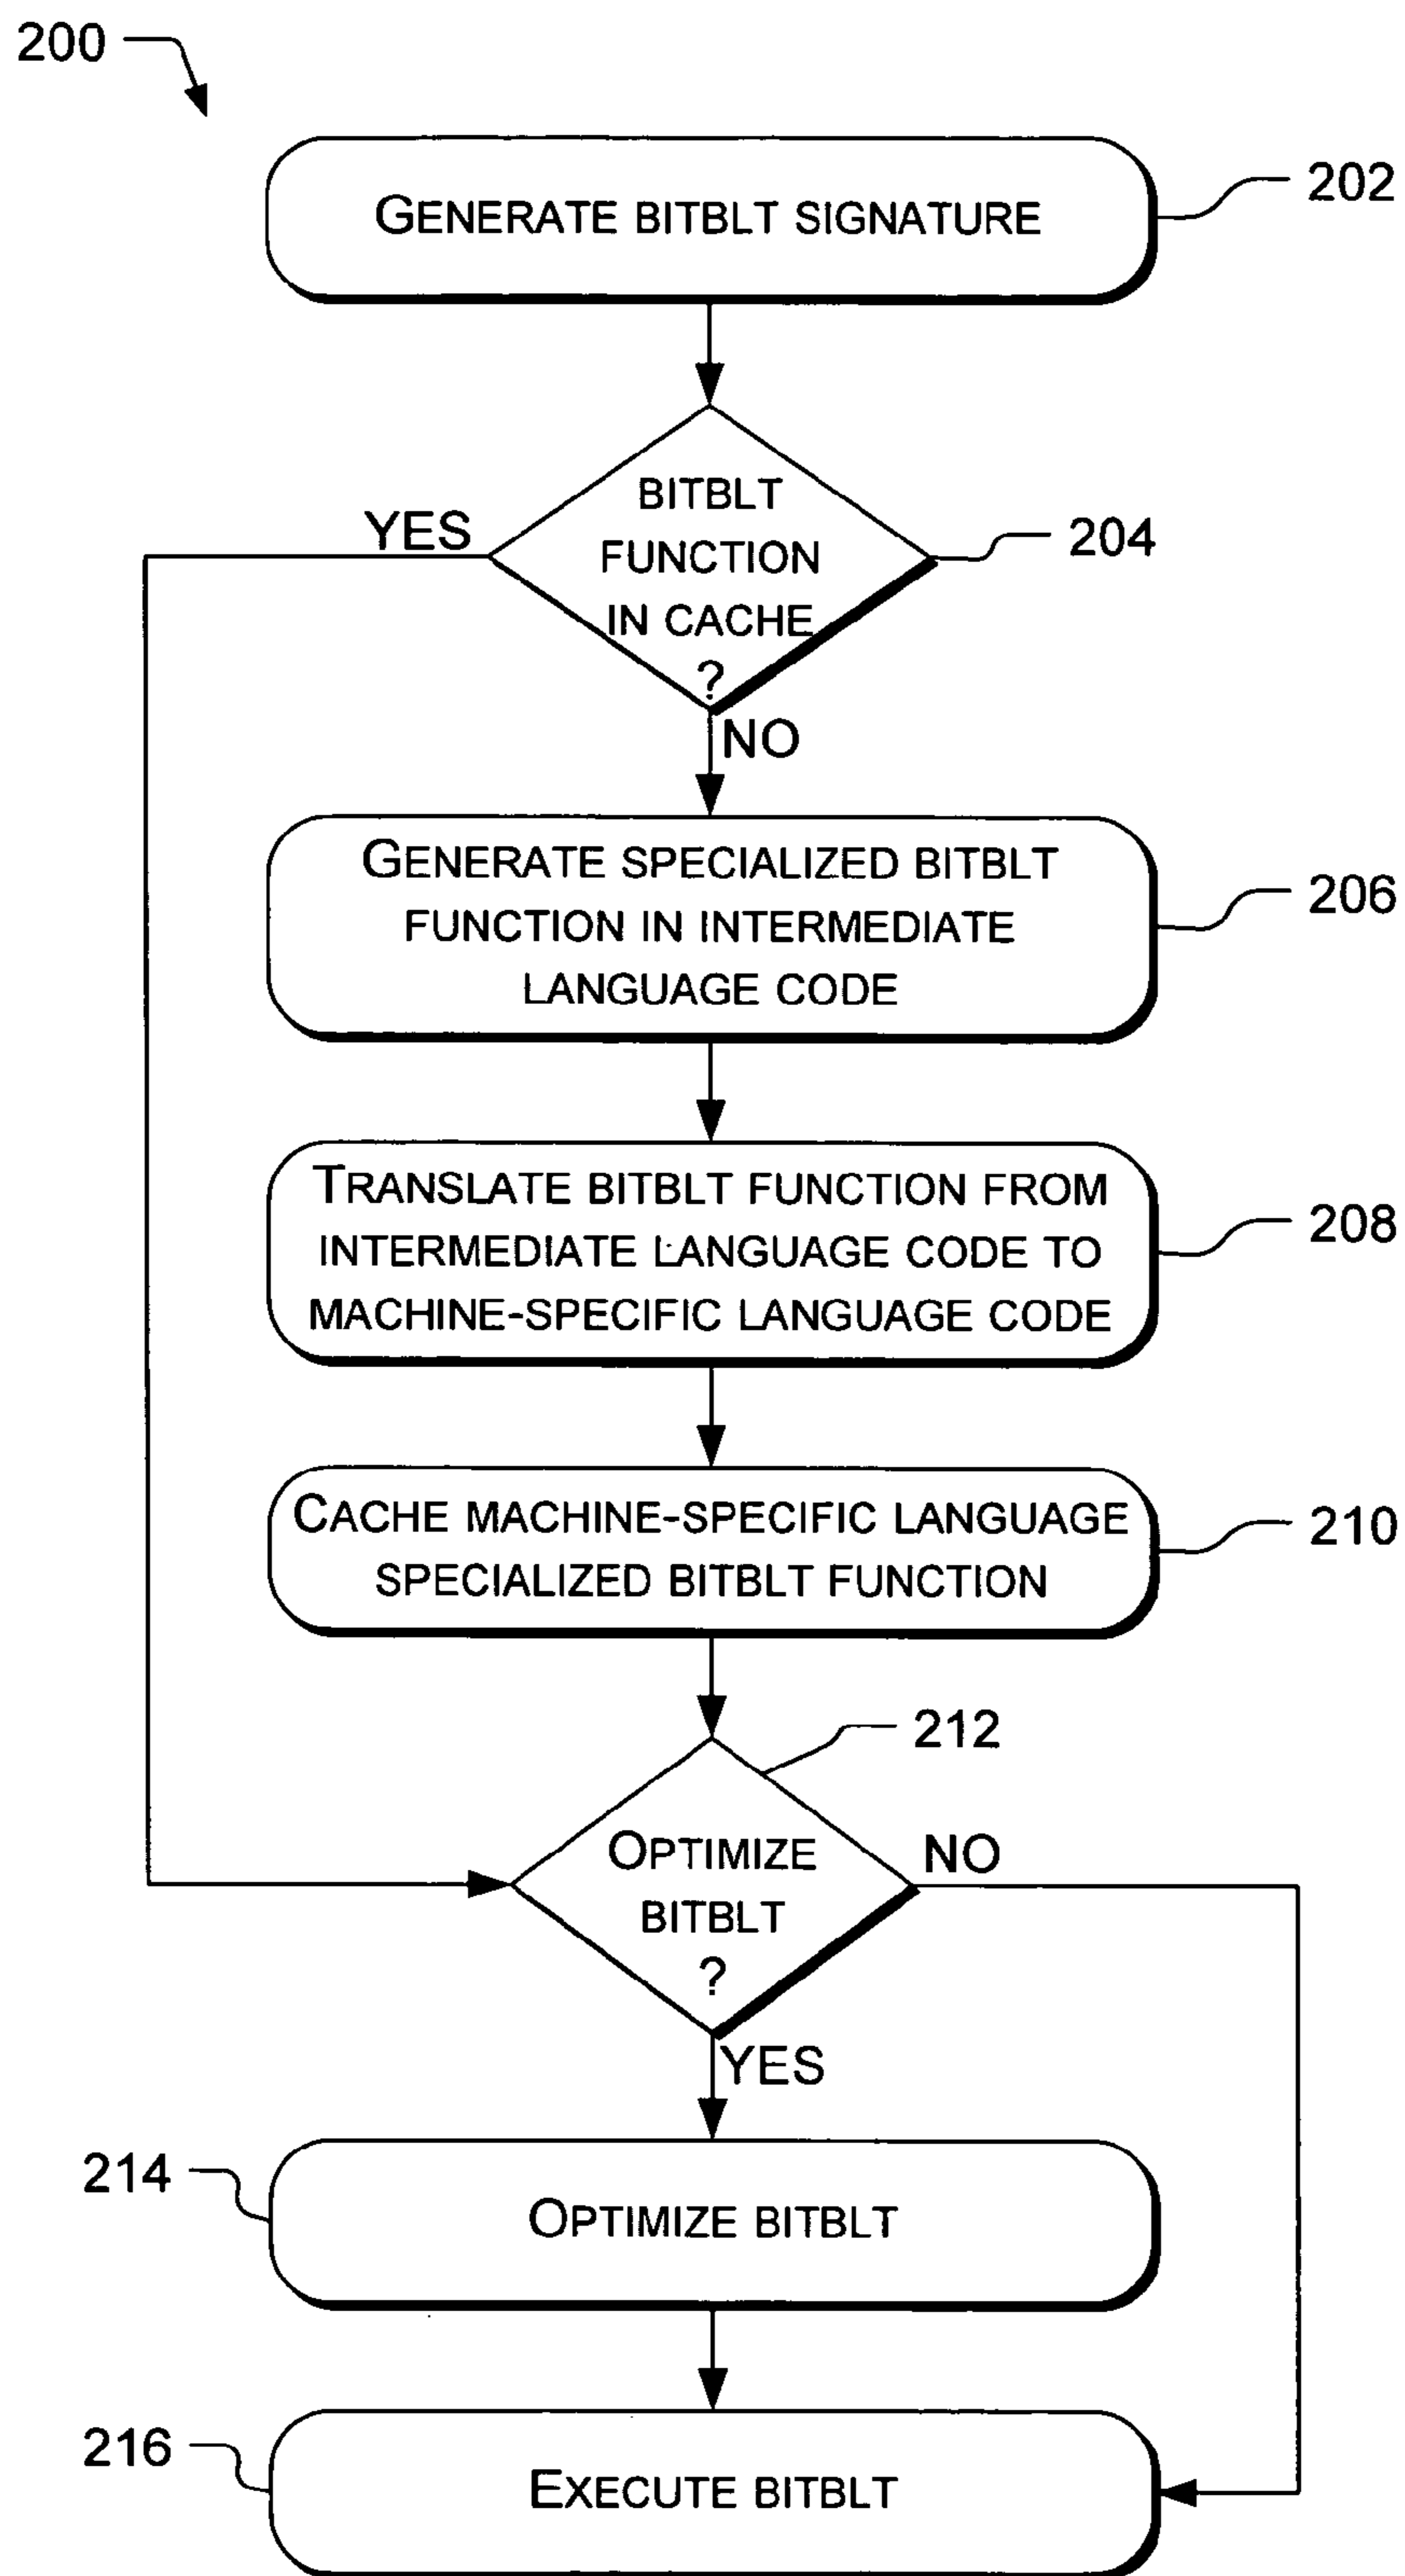 200
GENERATE BITBLT SIGNATURE
202
BITBLT
FUNCTION
IN CACHE
?
204
YES
NO
GENERATE SPECIALIZED BITBLT
FUNCTION IN INTERMEDIATE
LANGUAGE CODE
206
TRANSLATE BITBLT FUNCTION FROM
INTERMEDIATE LANGUAGE CODE TO
MACHINE-SPECIFIC LANGUAGE CODE
208
CACHE MACHINE-SPECIFIC LANGUAGE
SPECIALIZED BITBLT FUNCTION
210
212
OPTIMIZE
BITBLT
?
NO
YES
214
OPTIMIZE BITBLT
216
EXECUTE BITBLT